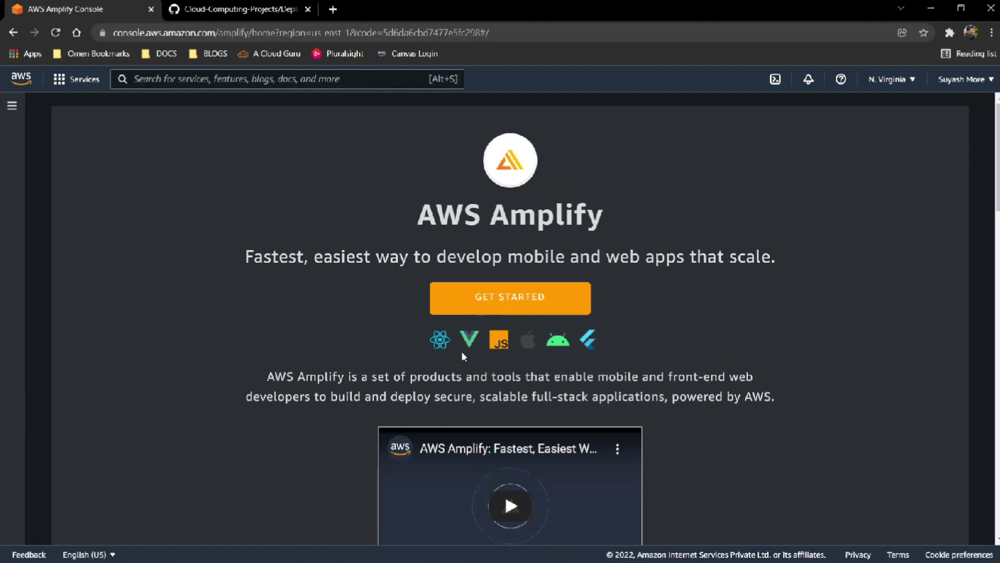 AWS Amplify Console
Cloud-Computing-Projects/Depl
console.aws.amazon.com/amplify/home?region=us-east-1&code=5d6da6cbd7477e5fc298#/
Apps Omen Bookmarks DOCS BLOGS A Cloud Guru Pluralsight aws Canvas Login Reading list
aws Services Search for services, features, blogs, docs, and more [Alt+S] N. Virginia Suyash More
AWS Amplify
Fastest, easiest way to develop mobile and web apps that scale.
GET STARTED
JS
AWS Amplify is a set of products and tools that enable mobile and front-end web
developers to build and deploy secure, scalable full-stack applications, powered by AWS.
aws AWS Amplify: Fastest, Easiest W...
Feedback English (US) © 2022, Amazon Internet Services Private Ltd. or its affiliates. Privacy Terms Cookie preferences